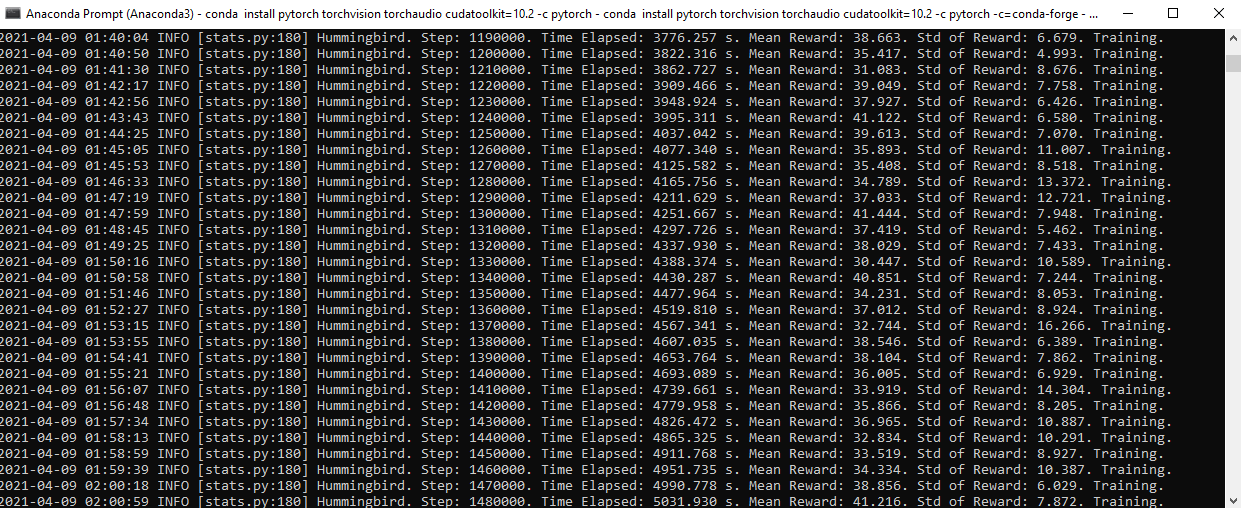 Anaconda Prompt (Anaconda3) - conda install pytorch torchvision torchaudio cudatoolkit=10.2 -c pytorch - conda install pytorch torchvision torchaudio cudatoolkit=10.2 -c pytorch -c=conda-forge - ...
2021-04-09 01:40:04 INFO [stats.py:180] Hummingbird. Step: 1190000. Time Elapsed: 3776.257 s. Mean Reward: 38.663. Std of Reward: 6.679. Training.
2021-04-09 01:40:50 INFO [stats.py:180] Hummingbird. Step: 1200000. Time Elapsed: 3822.316 s. Mean Reward: 35.417. Std of Reward: 4.993. Training.
2021-04-09 01:41:30 INFO [stats.py:180] Hummingbird. Step: 1210000. Time Elapsed: 3862.727 s. Mean Reward: 31.083. Std of Reward: 8.676. Training.
2021-04-09 01:42:17 INFO [stats.py:180] Hummingbird. Step: 1220000. Time Elapsed: 3909.466 s. Mean Reward: 39.049. Std of Reward: 7.758. Training.
2021-04-09 01:42:56 INFO [stats.py:180] Hummingbird. Step: 1230000. Time Elapsed: 3948.924 s. Mean Reward: 37.927. Std of Reward: 6.426. Training.
2021-04-09 01:43:43 INFO [stats.py:180] Hummingbird. Step: 1240000. Time Elapsed: 3995.311 s. Mean Reward: 41.122. Std of Reward: 6.580. Training.
2021-04-09 01:44:25 INFO [stats.py:180] Hummingbird. Step: 1250000. Time Elapsed: 4037.042 s. Mean Reward: 39.613. Std of Reward: 7.070. Training.
2021-04-09 01:45:05 INFO [stats.py:180] Hummingbird. Step: 1260000. Time Elapsed: 4077.340 s. Mean Reward: 35.893. Std of Reward: 11.007. Training.
2021-04-09 01:45:53 INFO [stats.py:180] Hummingbird. Step: 1270000. Time Elapsed: 4125.582 s. Mean Reward: 35.408. Std of Reward: 8.518. Training.
2021-04-09 01:46:33 INFO [stats.py:180] Hummingbird. Step: 1280000. Time Elapsed: 4165.756 s. Mean Reward: 34.789. Std of Reward: 13.372. Training.
2021-04-09 01:47:19 INFO [stats.py:180] Hummingbird. Step: 1290000. Time Elapsed: 4211.629 s. Mean Reward: 37.033. Std of Reward: 12.721. Training.
2021-04-09 01:47:59 INFO [stats.py:180] Hummingbird. Step: 1300000. Time Elapsed: 4251.667 s. Mean Reward: 41.444. Std of Reward: 7.948. Training.
2021-04-09 01:48:45 INFO [stats.py:180] Hummingbird. Step: 1310000. Time Elapsed: 4297.726 s. Mean Reward: 37.419. Std of Reward: 5.462. Training.
2021-04-09 01:49:25 INFO [stats.py:180] Hummingbird. Step: 1320000. Time Elapsed: 4337.930 s. Mean Reward: 38.029. Std of Reward: 7.433. Training.
2021-04-09 01:50:16 INFO [stats.py:180] Hummingbird. Step: 1330000. Time Elapsed: 4388.374 s. Mean Reward: 30.447. Std of Reward: 10.589. Training.
2021-04-09 01:50:58 INFO [stats.py:180] Hummingbird. Step: 1340000. Time Elapsed: 4430.287 s. Mean Reward: 40.851. Std of Reward: 7.244. Training.
2021-04-09 01:51:46 INFO [stats.py:180] Hummingbird. Step: 1350000. Time Elapsed: 4477.964 s. Mean Reward: 34.231. Std of Reward: 8.053. Training.
2021-04-09 01:52:27 INFO [stats.py:180] Hummingbird. Step: 1360000. Time Elapsed: 4519.810 s. Mean Reward: 37.012. Std of Reward: 8.924. Training.
2021-04-09 01:53:15 INFO [stats.py:180] Hummingbird. Step: 1370000. Time Elapsed: 4567.341 s. Mean Reward: 32.744. Std of Reward: 16.266. Training.
2021-04-09 01:53:55 INFO [stats.py:180] Hummingbird. Step: 1380000. Time Elapsed: 4607.035 s. Mean Reward: 38.546. Std of Reward: 6.389. Training.
2021-04-09 01:54:41 INFO [stats.py:180] Hummingbird. Step: 1390000. Time Elapsed: 4653.764 s. Mean Reward: 38.104. Std of Reward: 7.862. Training.
2021-04-09 01:55:21 INFO [stats.py:180] Hummingbird. Step: 1400000. Time Elapsed: 4693.089 s. Mean Reward: 36.005. Std of Reward: 6.929. Training.
2021-04-09 01:56:07 INFO [stats.py:180] Hummingbird. Step: 1410000. Time Elapsed: 4739.661 s. Mean Reward: 33.919. Std of Reward: 14.304. Training.
2021-04-09 01:56:48 INFO [stats.py:180] Hummingbird. Step: 1420000. Time Elapsed: 4779.958 s. Mean Reward: 35.866. Std of Reward: 8.205. Training.
2021-04-09 01:57:34 INFO [stats.py:180] Hummingbird. Step: 1430000. Time Elapsed: 4826.472 s. Mean Reward: 36.965. Std of Reward: 10.887. Training.
2021-04-09 01:58:13 INFO [stats.py:180] Hummingbird. Step: 1440000. Time Elapsed: 4865.325 s. Mean Reward: 32.834. Std of Reward: 10.291. Training.
2021-04-09 01:58:59 INFO [stats.py:180] Hummingbird. Step: 1450000. Time Elapsed: 4911.768 s. Mean Reward: 33.519. Std of Reward: 8.927. Training.
2021-04-09 01:59:39 INFO [stats.py:180] Hummingbird. Step: 1460000. Time Elapsed: 4951.735 s. Mean Reward: 34.334. Std of Reward: 10.387. Training.
2021-04-09 02:00:18 INFO [stats.py:180] Hummingbird. Step: 1470000. Time Elapsed: 4990.778 s. Mean Reward: 38.856. Std of Reward: 6.029. Training.
2021-04-09 02:00:59 INFO [stats.py:180] Hummingbird. Step: 1480000. Time Elapsed: 5031.930 s. Mean Reward: 41.216. Std of Reward: 7.872. Training.